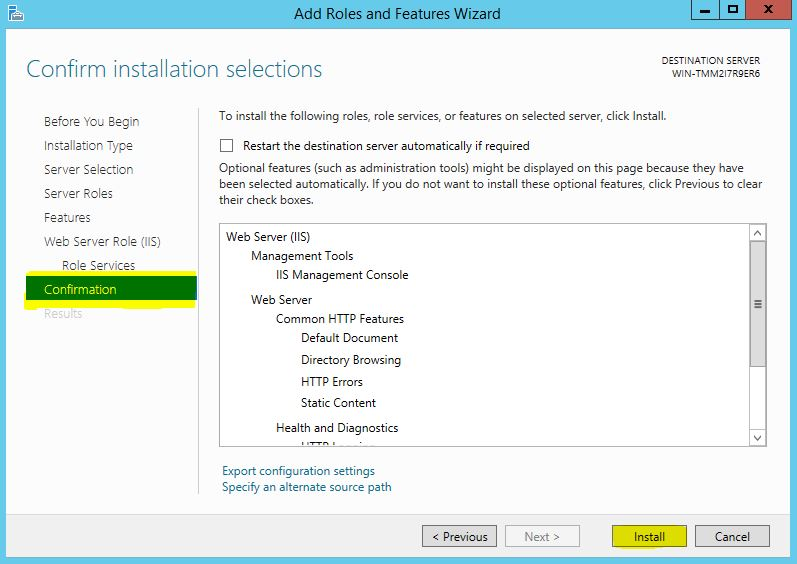 Add Roles and Features Wizard
Confirm installation selections
DESTINATION SERVER
WIN-TMM2I7R9ER6
Before You Begin
Installation Type
Server Selection
Server Roles
Features
Web Server Role (IIS)
Role Services
Confirmation
Results
To install the following roles, role services, or features on selected server, click Install.
Restart the destination server automatically if required
Optional features (such as administration tools) might be displayed on this page because they have
been selected automatically. If you do not want to install these optional features, click Previous to clear
their check boxes.
Web Server (IIS)
Management Tools
IIS Management Console
Web Server
Common HTTP Features
Default Document
Directory Browsing
HTTP Errors
Static Content
Health and Diagnostics
Export configuration settings
Specify an alternate source path
< Previous
Next >
Install
Cancel